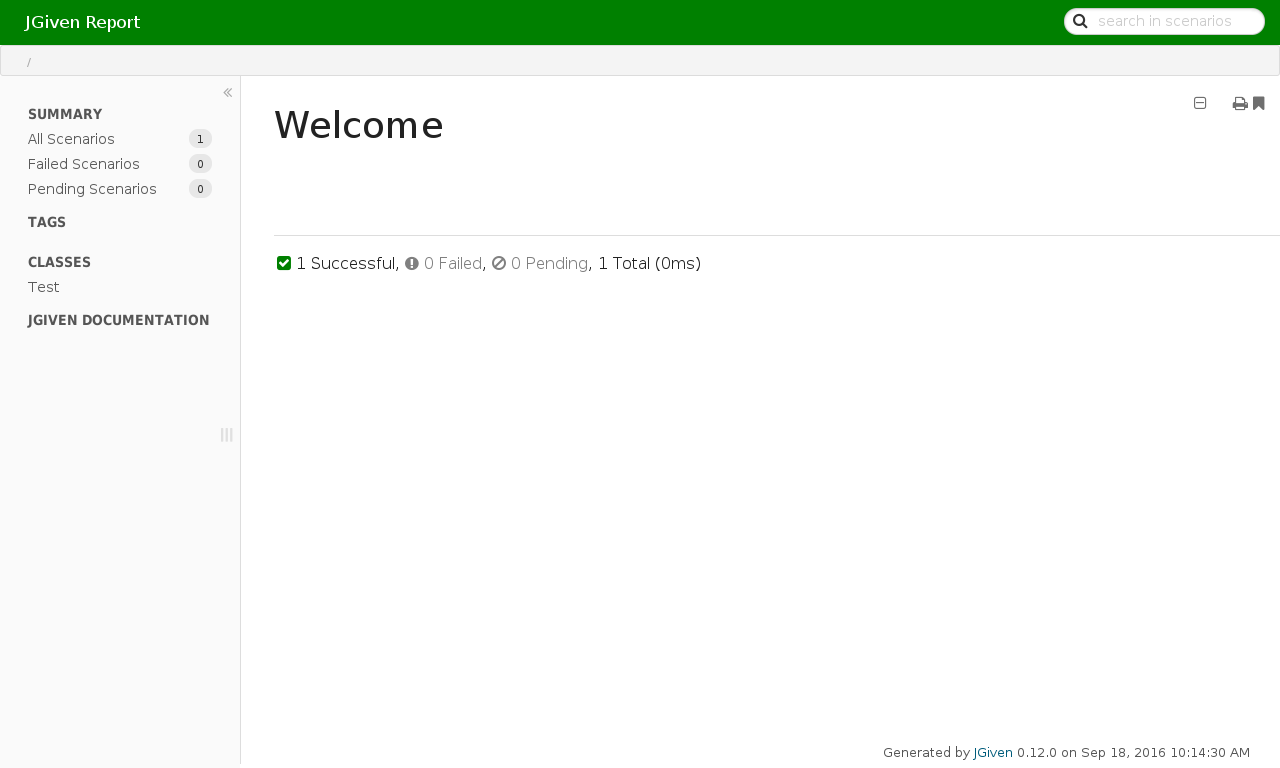 JGiven Report
search in scenarios
/
«
SUMMARY
All Scenarios 1
Failed Scenarios 0
Pending Scenarios 0
TAGS
CLASSES
Test
JGIVEN DOCUMENTATION
Welcome
1 Successful, 0 Failed, 0 Pending, 1 Total (0ms)
Generated by JGiven 0.12.0 on Sep 18, 2016 10:14:30 AM